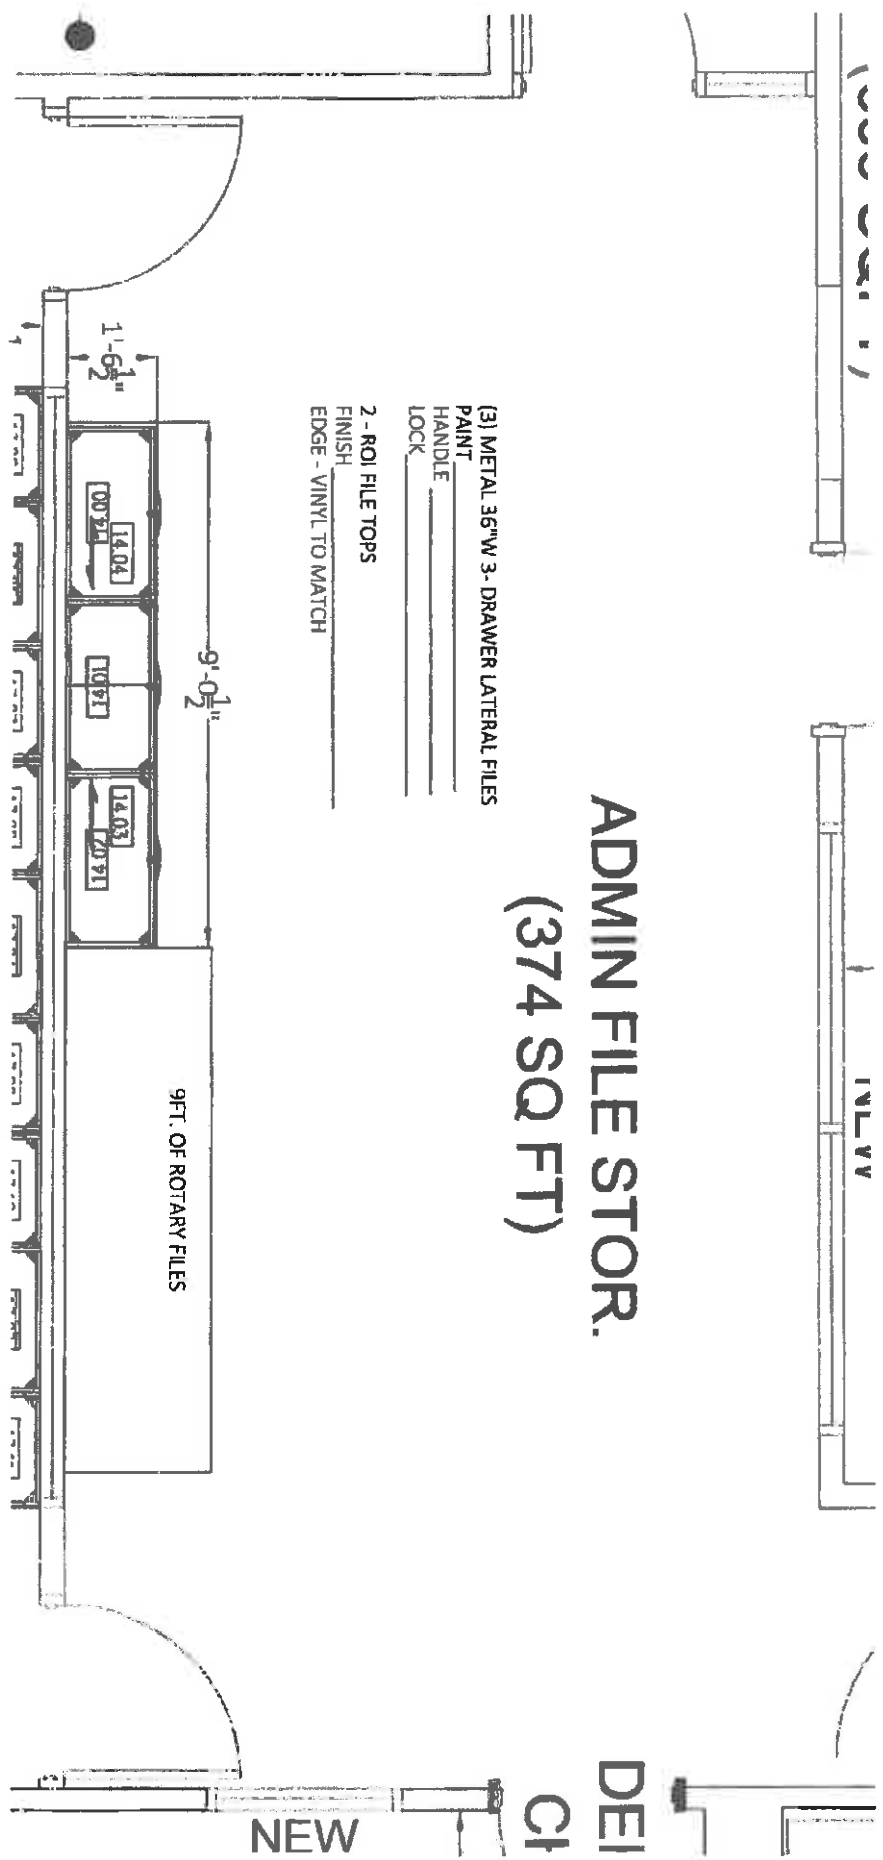 ADMIN FILE STOR.
(374 SQ FT)
(3) METAL 36"W 3- DRAWER LATERAL FILES
PAINT
HANDLE
LOCK
2 - ROI FILE TOPS
FINISH
EDGE - VINYL TO MATCH
9'-0½"
1'-6½"
14.04
14.00
14.01
14.03
14.02
9FT. OF ROTARY FILES
NEW
NEW